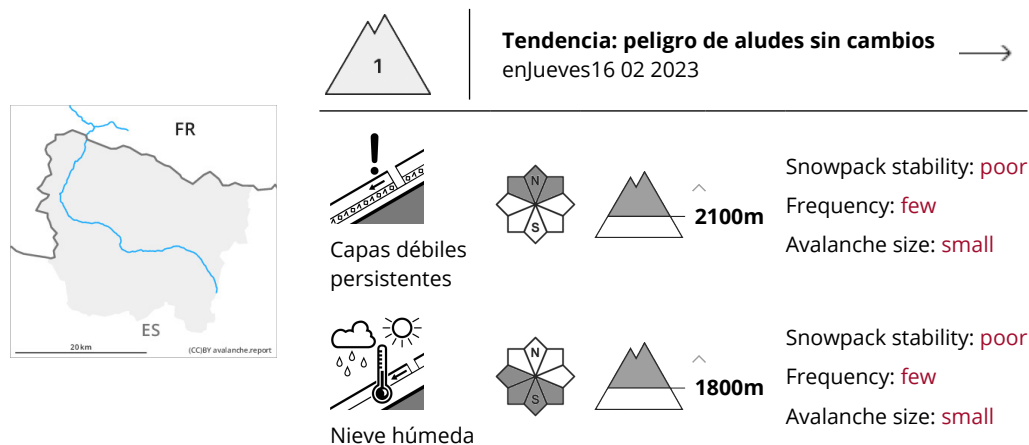 1
Tendencia: peligro de aludes sin cambios
enJueves16 02 2023
FR
ES
20 km
(CC)BY avalanche.report
N
S
2100m
Snowpack stability: poor
Frequency: few
Avalanche size: small
Capas débiles
persistentes
N
S
1800m
Snowpack stability: poor
Frequency: few
Avalanche size: small
Nieve húmeda